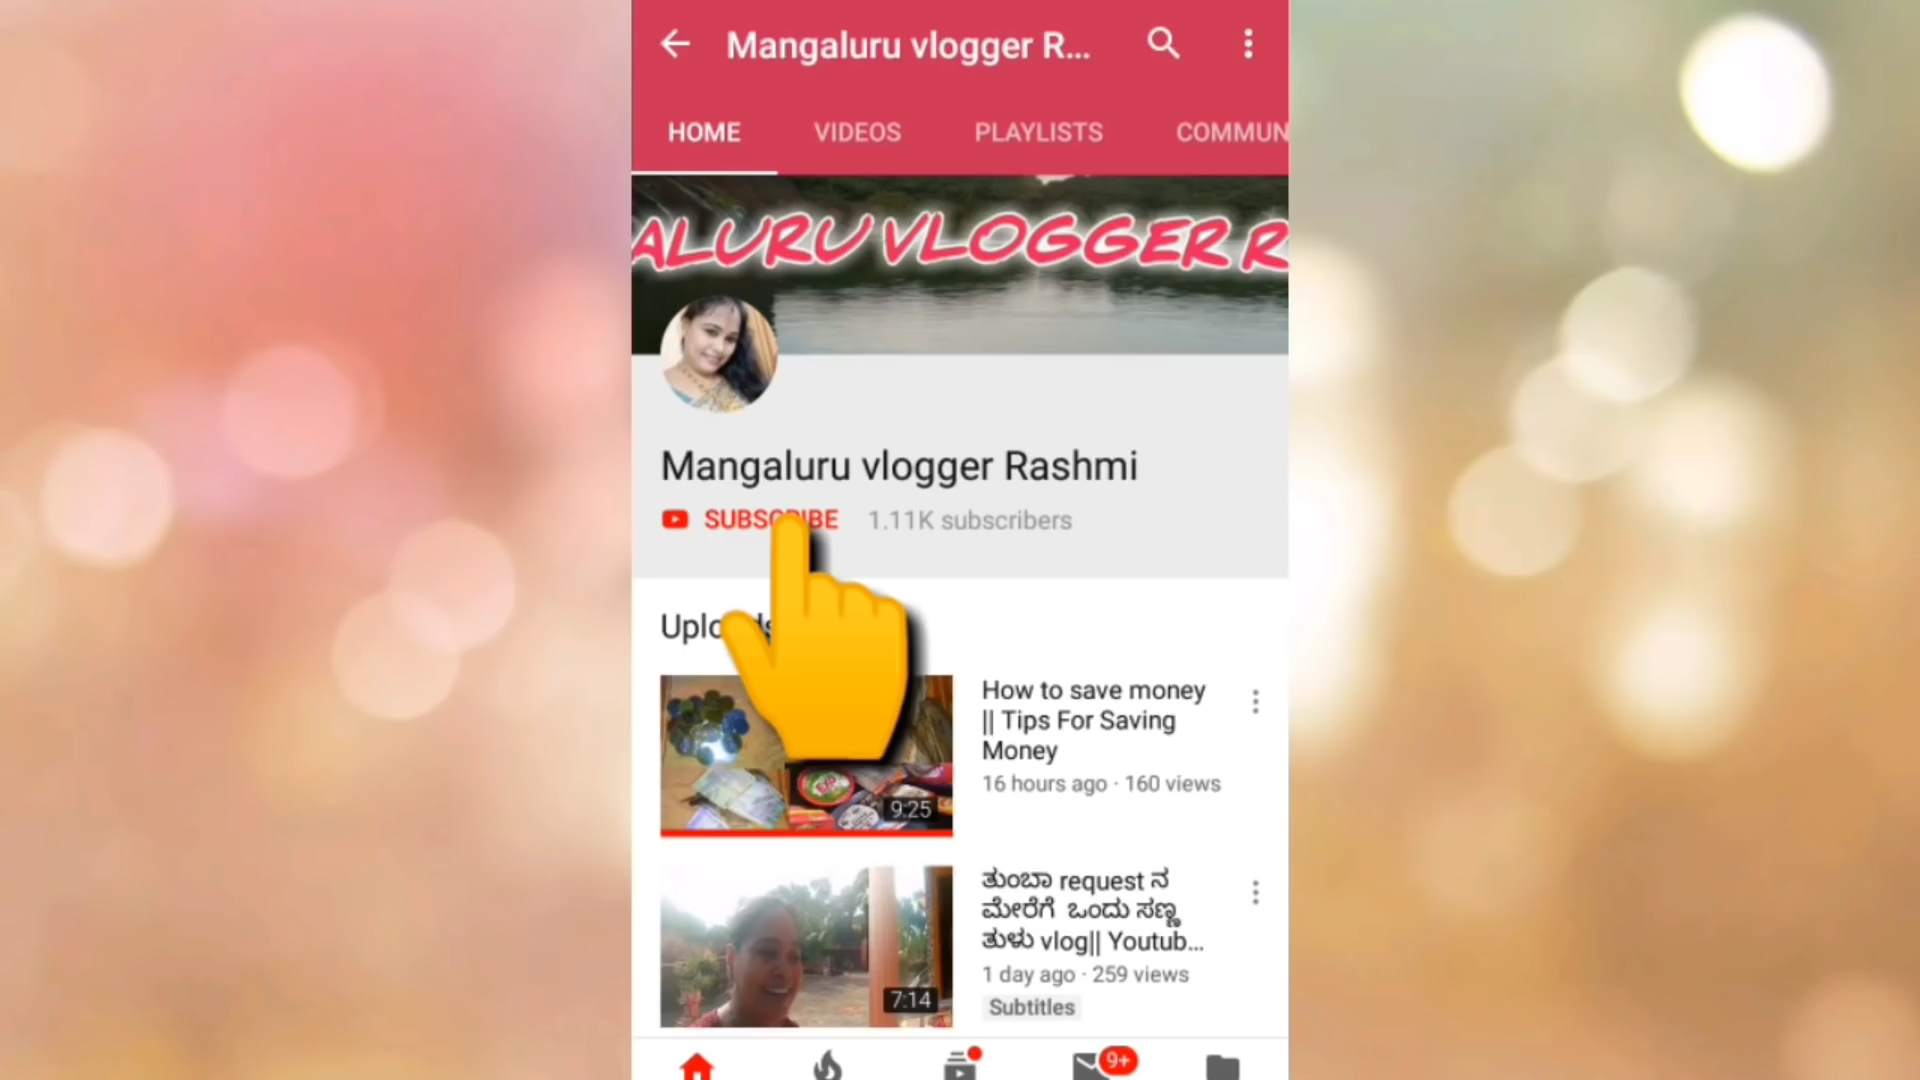 Mangaluru vlogger R...
HOME VIDEOS PLAYLISTS COMMUN
ALURU VLOGGER R
Mangaluru vlogger Rashmi
SUBSCRIBE 1.11K subscribers
How to save money
|| Tips For Saving
Money
16 hours ago · 160 views
9:25
ತುಂಬಾ request ನ
ಮೇರೆಗೆ ಒಂದು ಸಣ್ಣ
ತುಳು vlog|| Youtub...
1 day ago · 259 views
7:14
Subtitles
9+